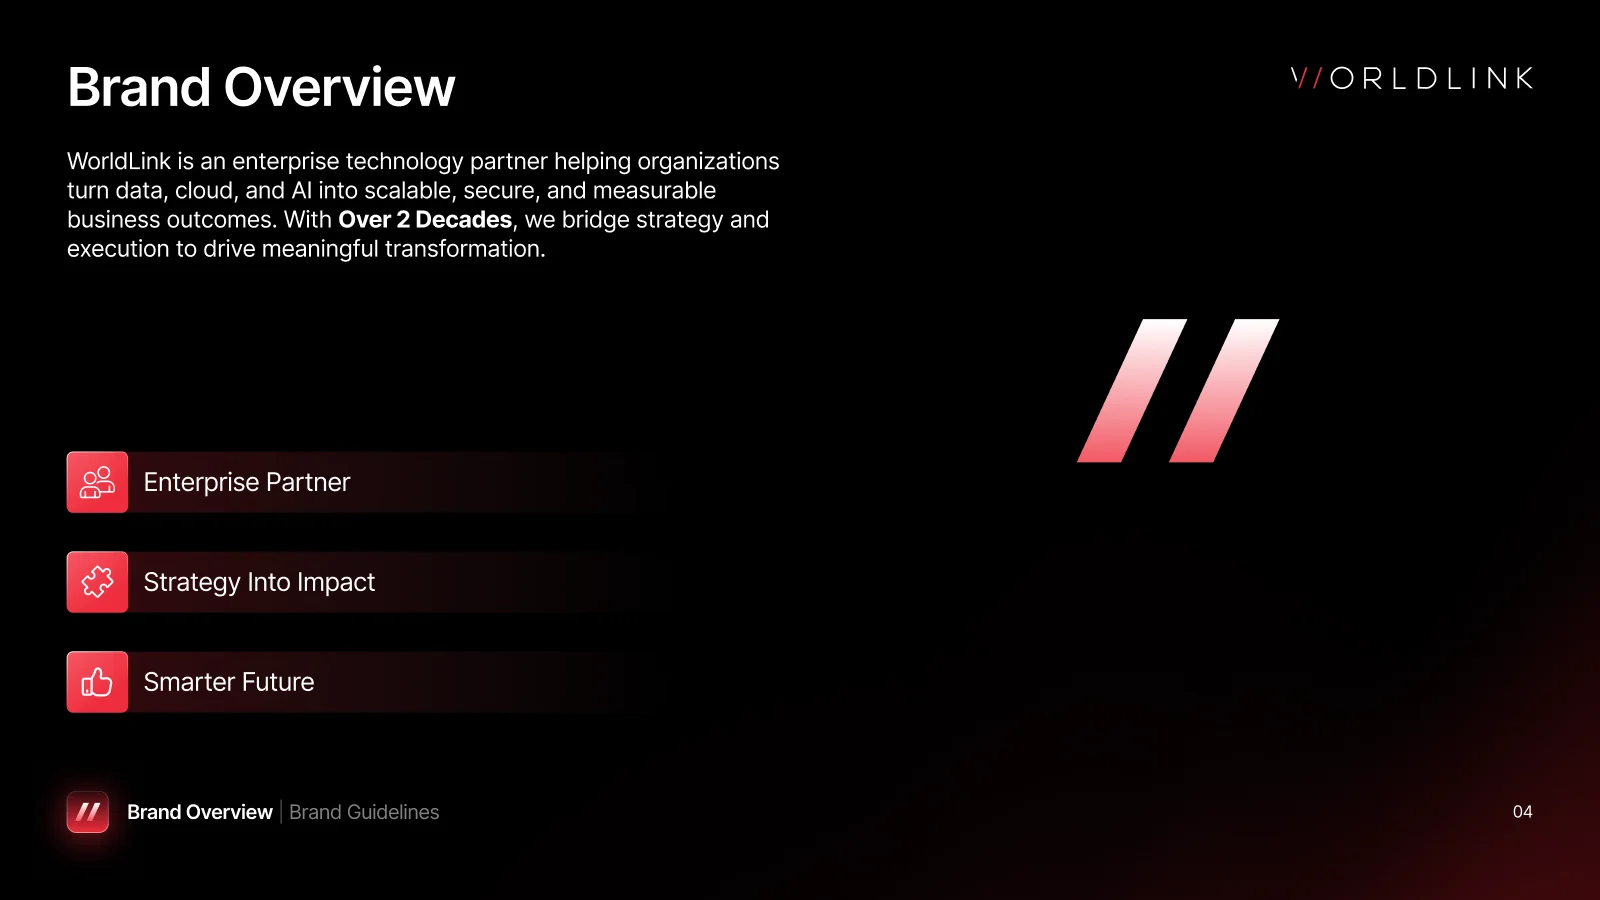 Brand Overview
WORLDLINK
WorldLink is an enterprise technology partner helping organizations
turn data, cloud, and AI into scalable, secure, and measurable
business outcomes. With Over 2 Decades, we bridge strategy and
execution to drive meaningful transformation.
Enterprise Partner
Strategy Into Impact
Smarter Future
Brand Overview | Brand Guidelines
04